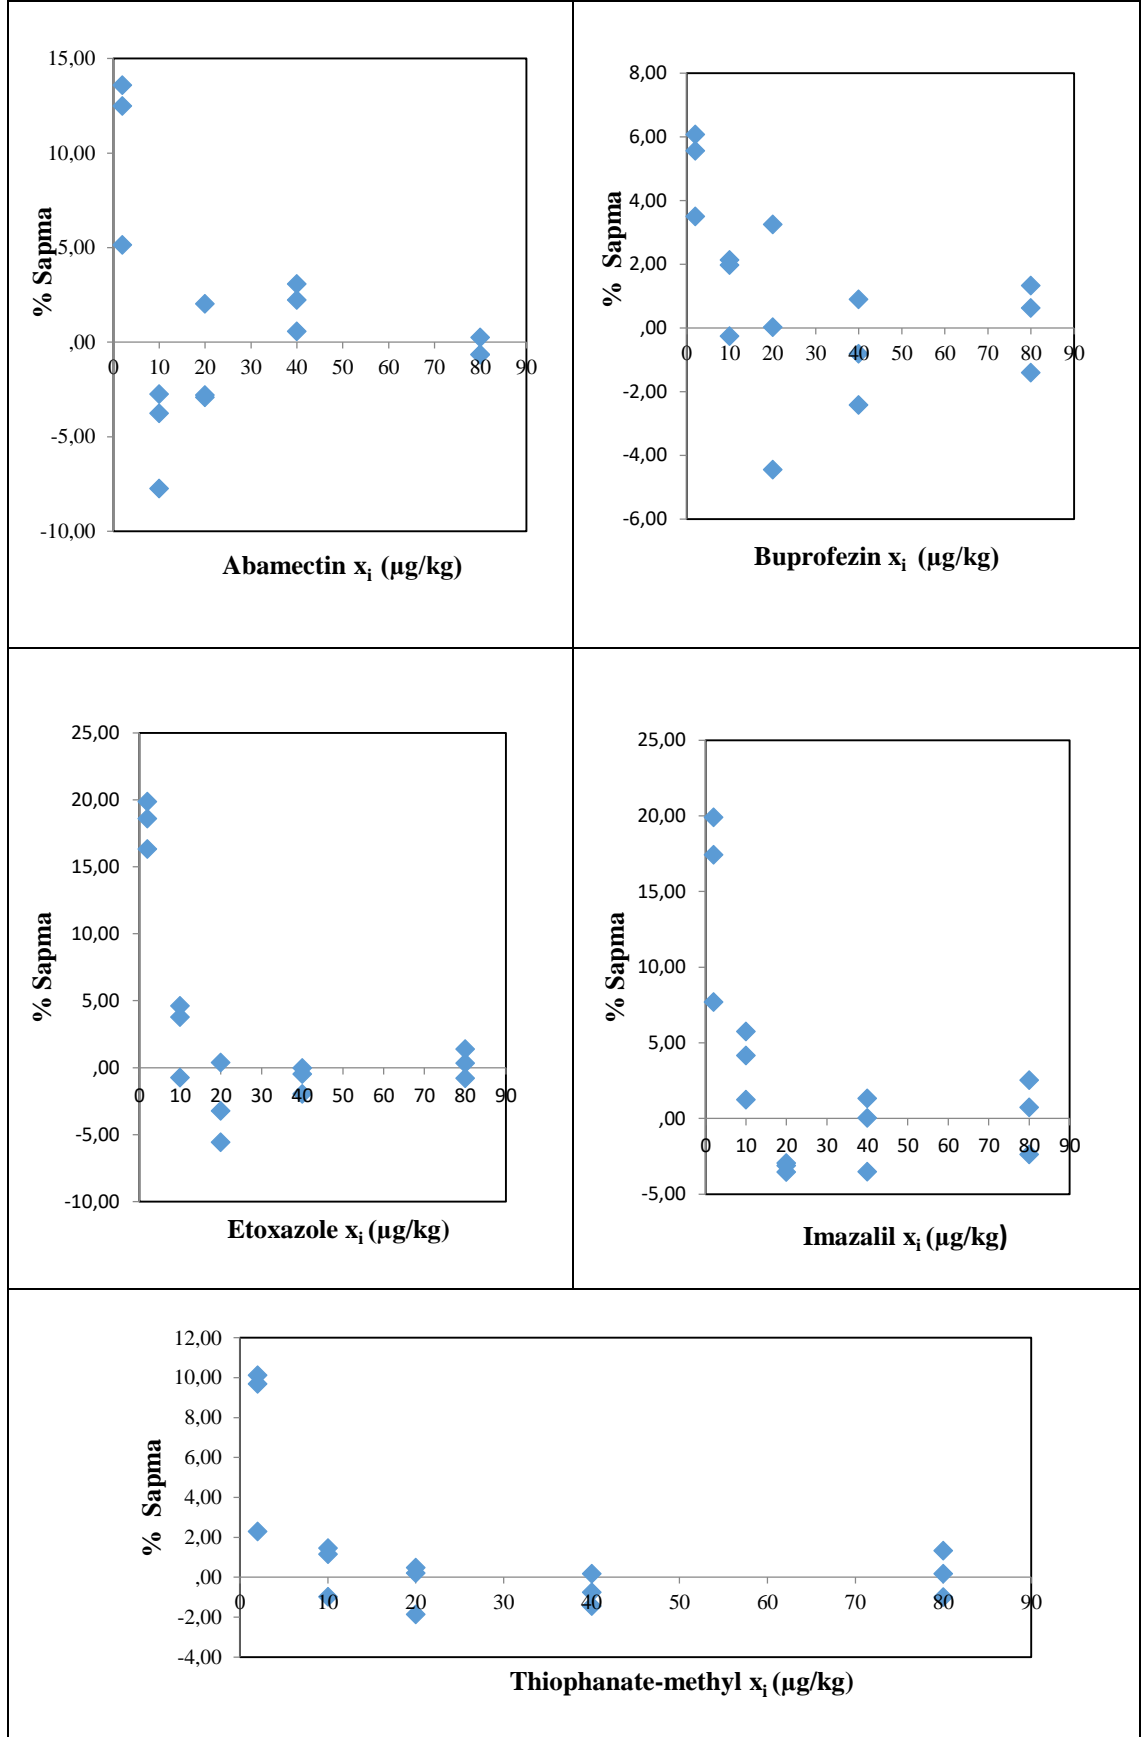 15,00
10,00
5,00
,00
-5,00
-10,00
0 10 20 30 40 50 60 70 80 90
% Sapma
Abamectin xi (µg/kg)
8,00
6,00
4,00
2,00
,00
-2,00
-4,00
-6,00
0 10 20 30 40 50 60 70 80 90
% Sapma
Buprofezin xi (µg/kg)
25,00
20,00
15,00
10,00
5,00
,00
-5,00
-10,00
0 10 20 30 40 50 60 70 80 90
% Sapma
Etoxazole xi (µg/kg)
25,00
20,00
15,00
10,00
5,00
,00
-5,00
0 10 20 30 40 50 60 70 80 90
% Sapma
Imazalil xi (µg/kg)
12,00
10,00
8,00
6,00
4,00
2,00
,00
-2,00
-4,00
0 10 20 30 40 50 60 70 80 90
% Sapma
Thiophanate-methyl xi (µg/kg)